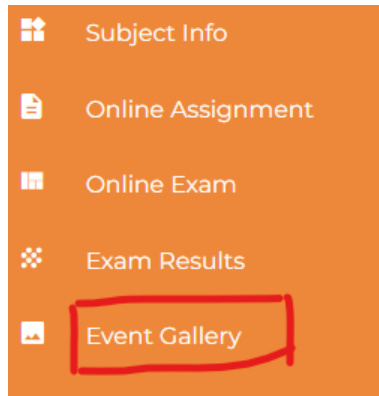 Subject Info
Online Assignment
Online Exam
Exam Results
Event Gallery